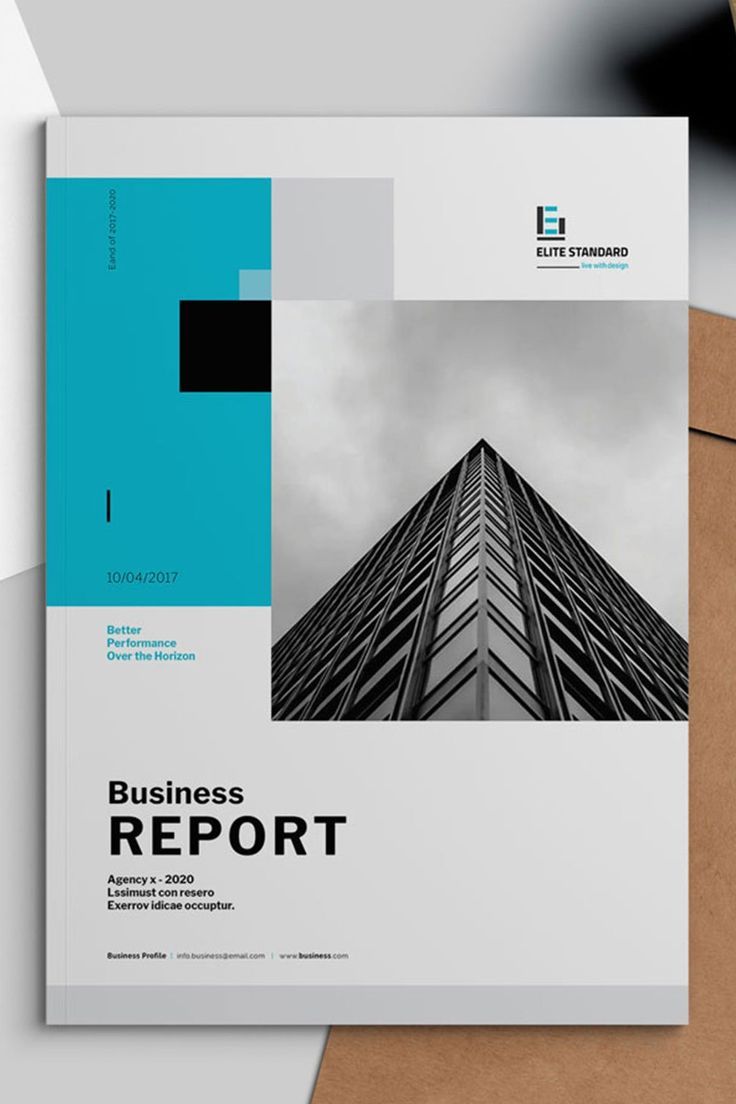 Eand of 2017-2020
ELITE STANDARD
live with design
10/04/2017
Better
Performance
Over the Horizon
Business
REPORT
Agency x - 2020
Lssimust con resero
Exerrov idicae occuptur.
Business Profile | info.business@email.com | www.business.com